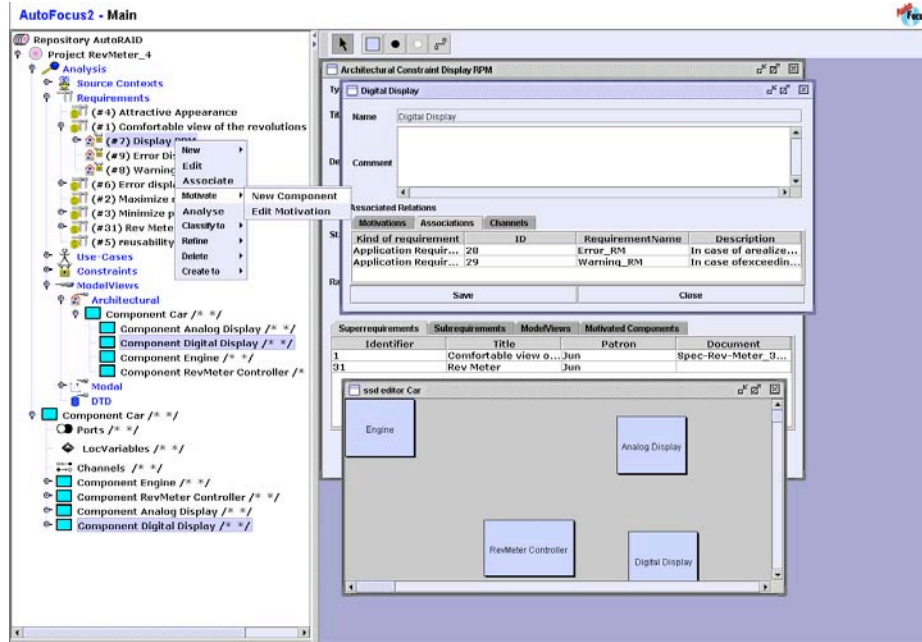 AutoFocus2 - Main
Repository AutoRAID
Project RevMeter_4
Analysis
Source Contexts
Requirements
(#4) Attractive Appearance
(#1) Comfortable view of the revolutions
(#7) Display RPM
(#9) Error Di
(#8) Warning
(#6) Error displ
(#2) Maximize r
(#3) Minimize p
(#31) Rev Mete
(#5) reusability
Use-Cases
Constraints
ModelViews
Architectural
Component Car /* */
Component Analog Display /* */
Component Digital Display /* */
Component Engine /* */
Component RevMeter Controller /*
Modal
DTD
Component Car /* */
Ports /* */
LocVariables /* */
Channels /* */
Component Engine /* */
Component RevMeter Controller /* */
Component Analog Display /* */
Component Digital Display /* */
New
Edit
Associate
Motivate
Analyse
Classify to
Refine
Delete
Create to
New Component
Edit Motivation
Architectural Constraint Display RPM
Ty
Tit
De
St
Ra
Digital Display
Name Digital Display
Comment
Associated Relations
Motivations Associations Channels
Kind of requirement ID RequirementName Description
Application Requir... 28 Error_RM In case of arealize...
Application Requir... 29 Warning_RM In case ofexceedin...
Save Close
Superrequirements Subrequirements ModelViews Motivated Components
Identifier Title Patron Document
1 Comfortable view o... Jun Spec-Rev-Meter_3...
31 Rev Meter Jun
ssd editor Car
Engine
Analog Display
RevMeter Controller
Digital Display